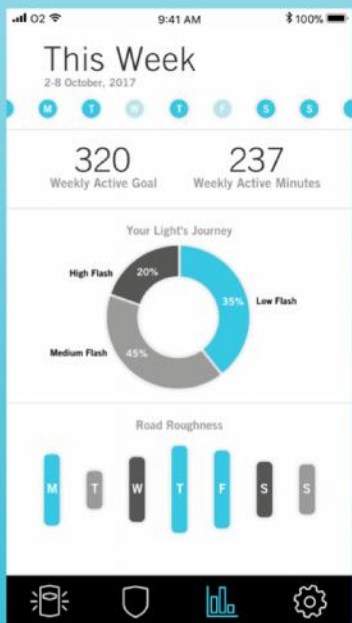 O2 9:41 AM 100%
This Week
2-8 October, 2017
M T W T F S S
320 237
Weekly Active Goal Weekly Active Minutes
Your Light's Journey
High Flash 20%
35% Low Flash
Medium Flash 45%
Road Roughness
M T W T F S S